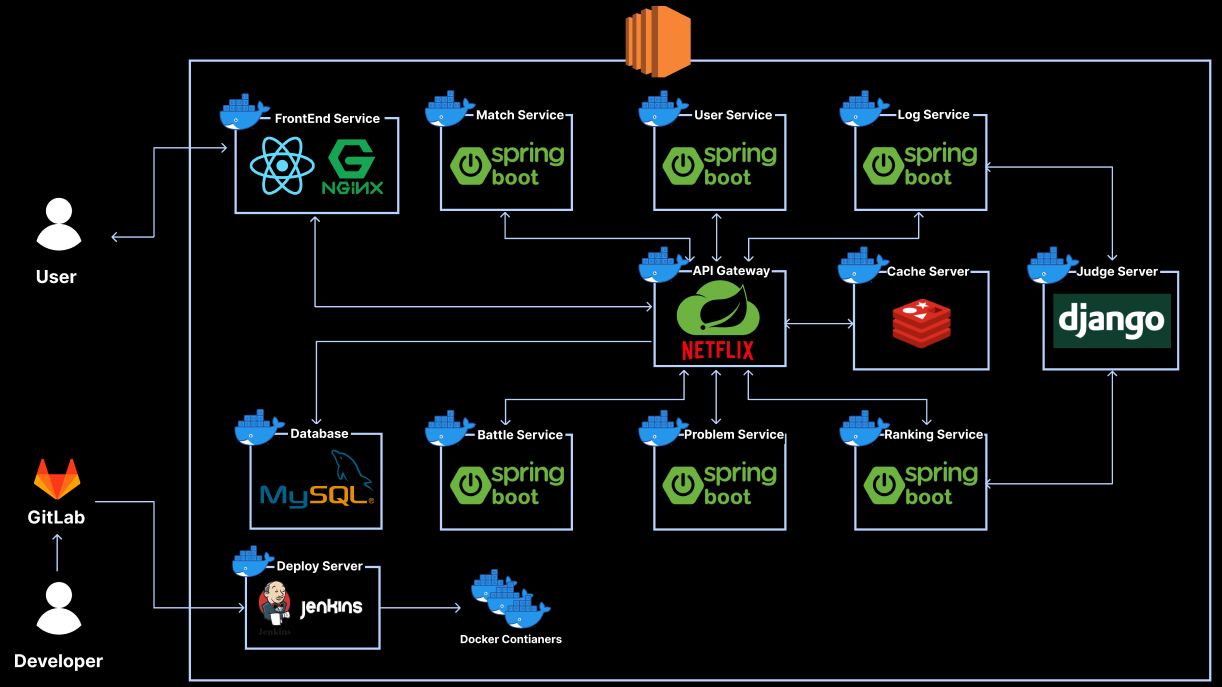 FrontEnd Service
NGINX
Match Service
spring
boot
User Service
spring
boot
Log Service
spring
boot
User
API Gateway
NETFLIX
Cache Server
Judge Server
django
Database
MySQL®
Battle Service
spring
boot
Problem Service
spring
boot
Ranking Service
spring
boot
GitLab
Deploy Server
Jenkins
Jenkins
Docker Contianers
Developer